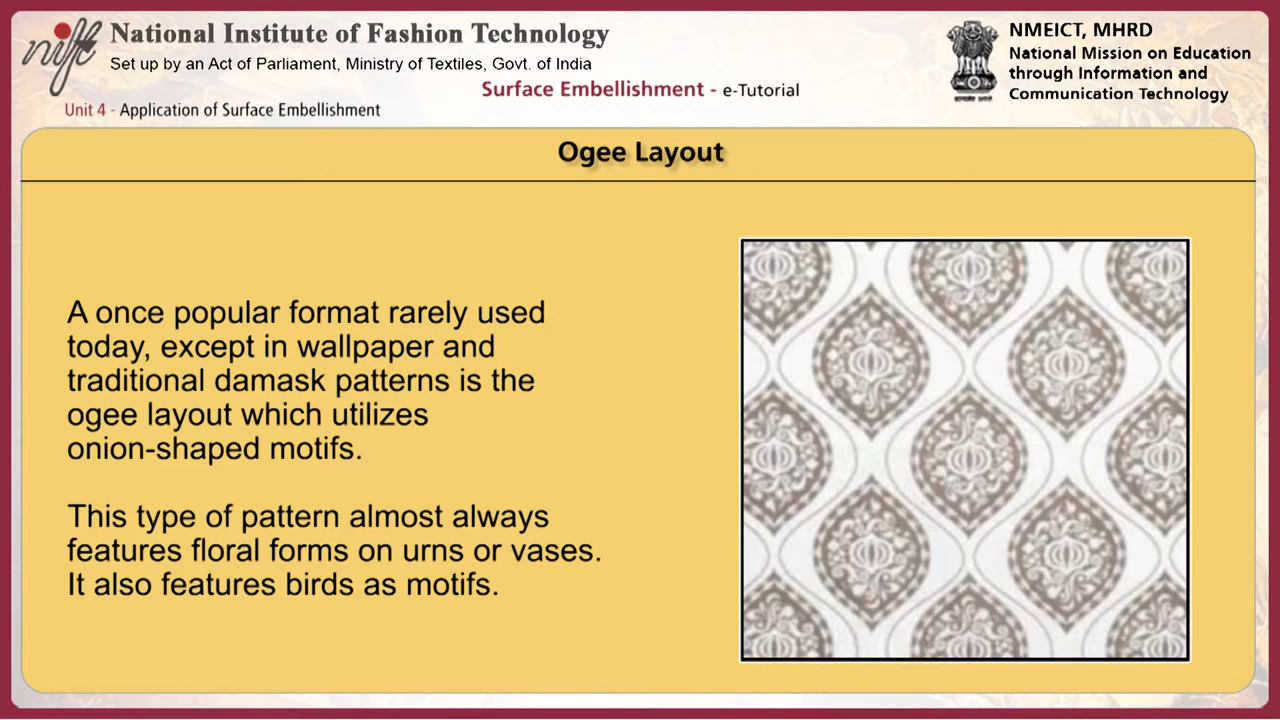 nift
National Institute of Fashion Technology
Set up by an Act of Parliament, Ministry of Textiles, Govt. of India
NMEICT, MHRD
National Mission on Education
through Information and
Communication Technology
Surface Embellishment - e-Tutorial
Unit 4 - Application of Surface Embellishment
Ogee Layout
A once popular format rarely used
today, except in wallpaper and
traditional damask patterns is the
ogee layout which utilizes
onion-shaped motifs.
This type of pattern almost always
features floral forms on urns or vases.
It also features birds as motifs.